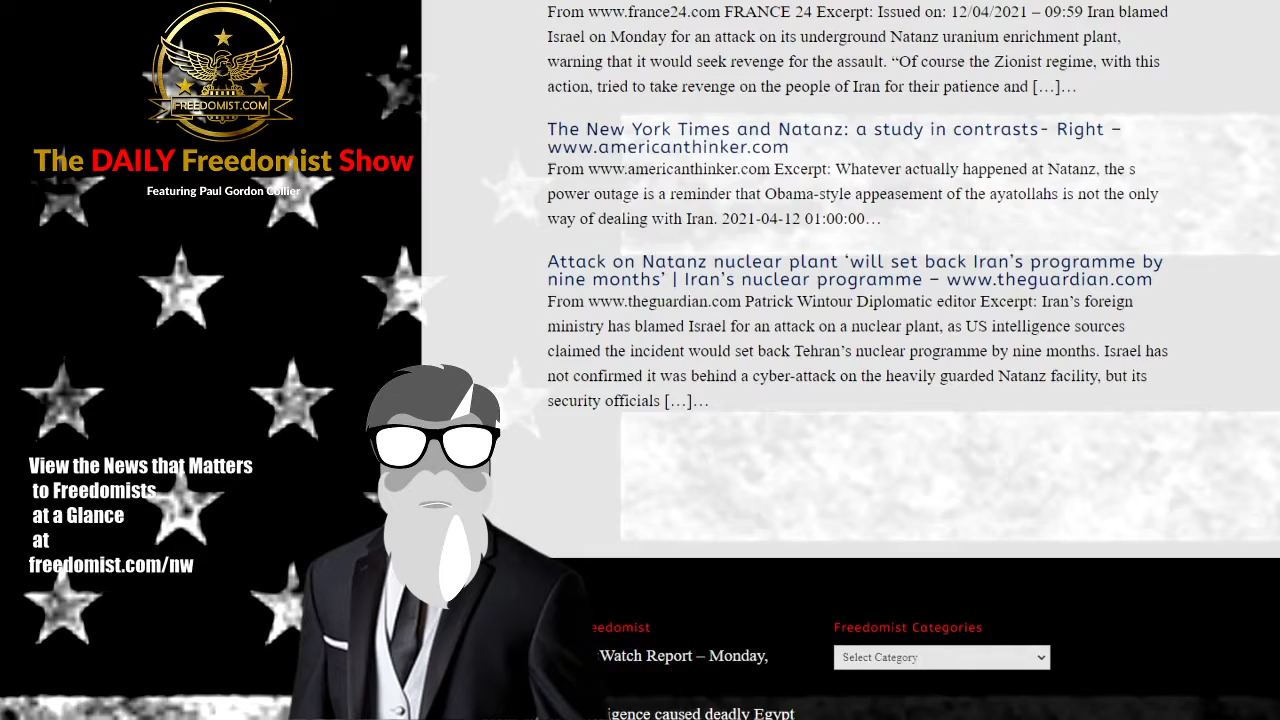 FREEDOMIST.COM
The DAILY Freedomist Show
Featuring Paul Gordon Collier
View the News that Matters
to Freedomists
at a Glance
at
freedomist.com/nw
From www.france24.com FRANCE 24 Excerpt: Issued on: 12/04/2021 – 09:59 Iran blamed
Israel on Monday for an attack on its underground Natanz uranium enrichment plant,
warning that it would seek revenge for the assault. “Of course the Zionist regime, with this
action, tried to take revenge on the people of Iran for their patience and […]…
The New York Times and Natanz: a study in contrasts- Right –
www.americanthinker.com
From www.americanthinker.com Excerpt: Whatever actually happened at Natanz, the s
power outage is a reminder that Obama-style appeasement of the ayatollahs is not the only
way of dealing with Iran. 2021-04-12 01:00:00…
Attack on Natanz nuclear plant ‘will set back Iran’s programme by
nine months’ | Iran’s nuclear programme – www.theguardian.com
From www.theguardian.com Patrick Wintour Diplomatic editor Excerpt: Iran’s foreign
ministry has blamed Israel for an attack on a nuclear plant, as US intelligence sources
claimed the incident would set back Tehran’s nuclear programme by nine months. Israel has
not confirmed it was behind a cyber-attack on the heavily guarded Natanz facility, but its
security officials […]…
eedomist
Watch Report – Monday,
igence caused deadly Egypt
Freedomist Categories
Select Category